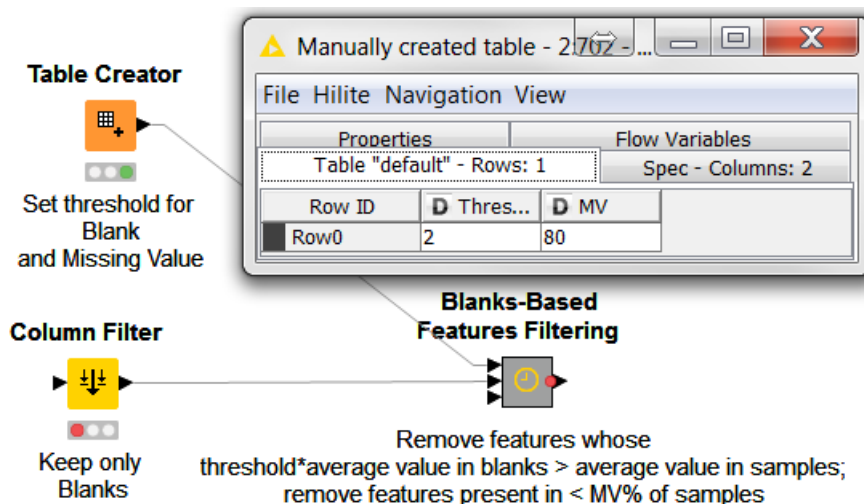 Manually created table - 2:702 - ...
Table Creator
File Hilite Navigation View
Properties
Flow Variables
Table "default" - Rows: 1
Spec - Columns: 2
Row ID
D Thres...
D MV
Row0
2
80
Set threshold for
Blank
and Missing Value
Blanks-Based
Features Filtering
Column Filter
Keep only
Blanks
Remove features whose
threshold*average value in blanks > average value in samples;
remove features present in < MV% of samples